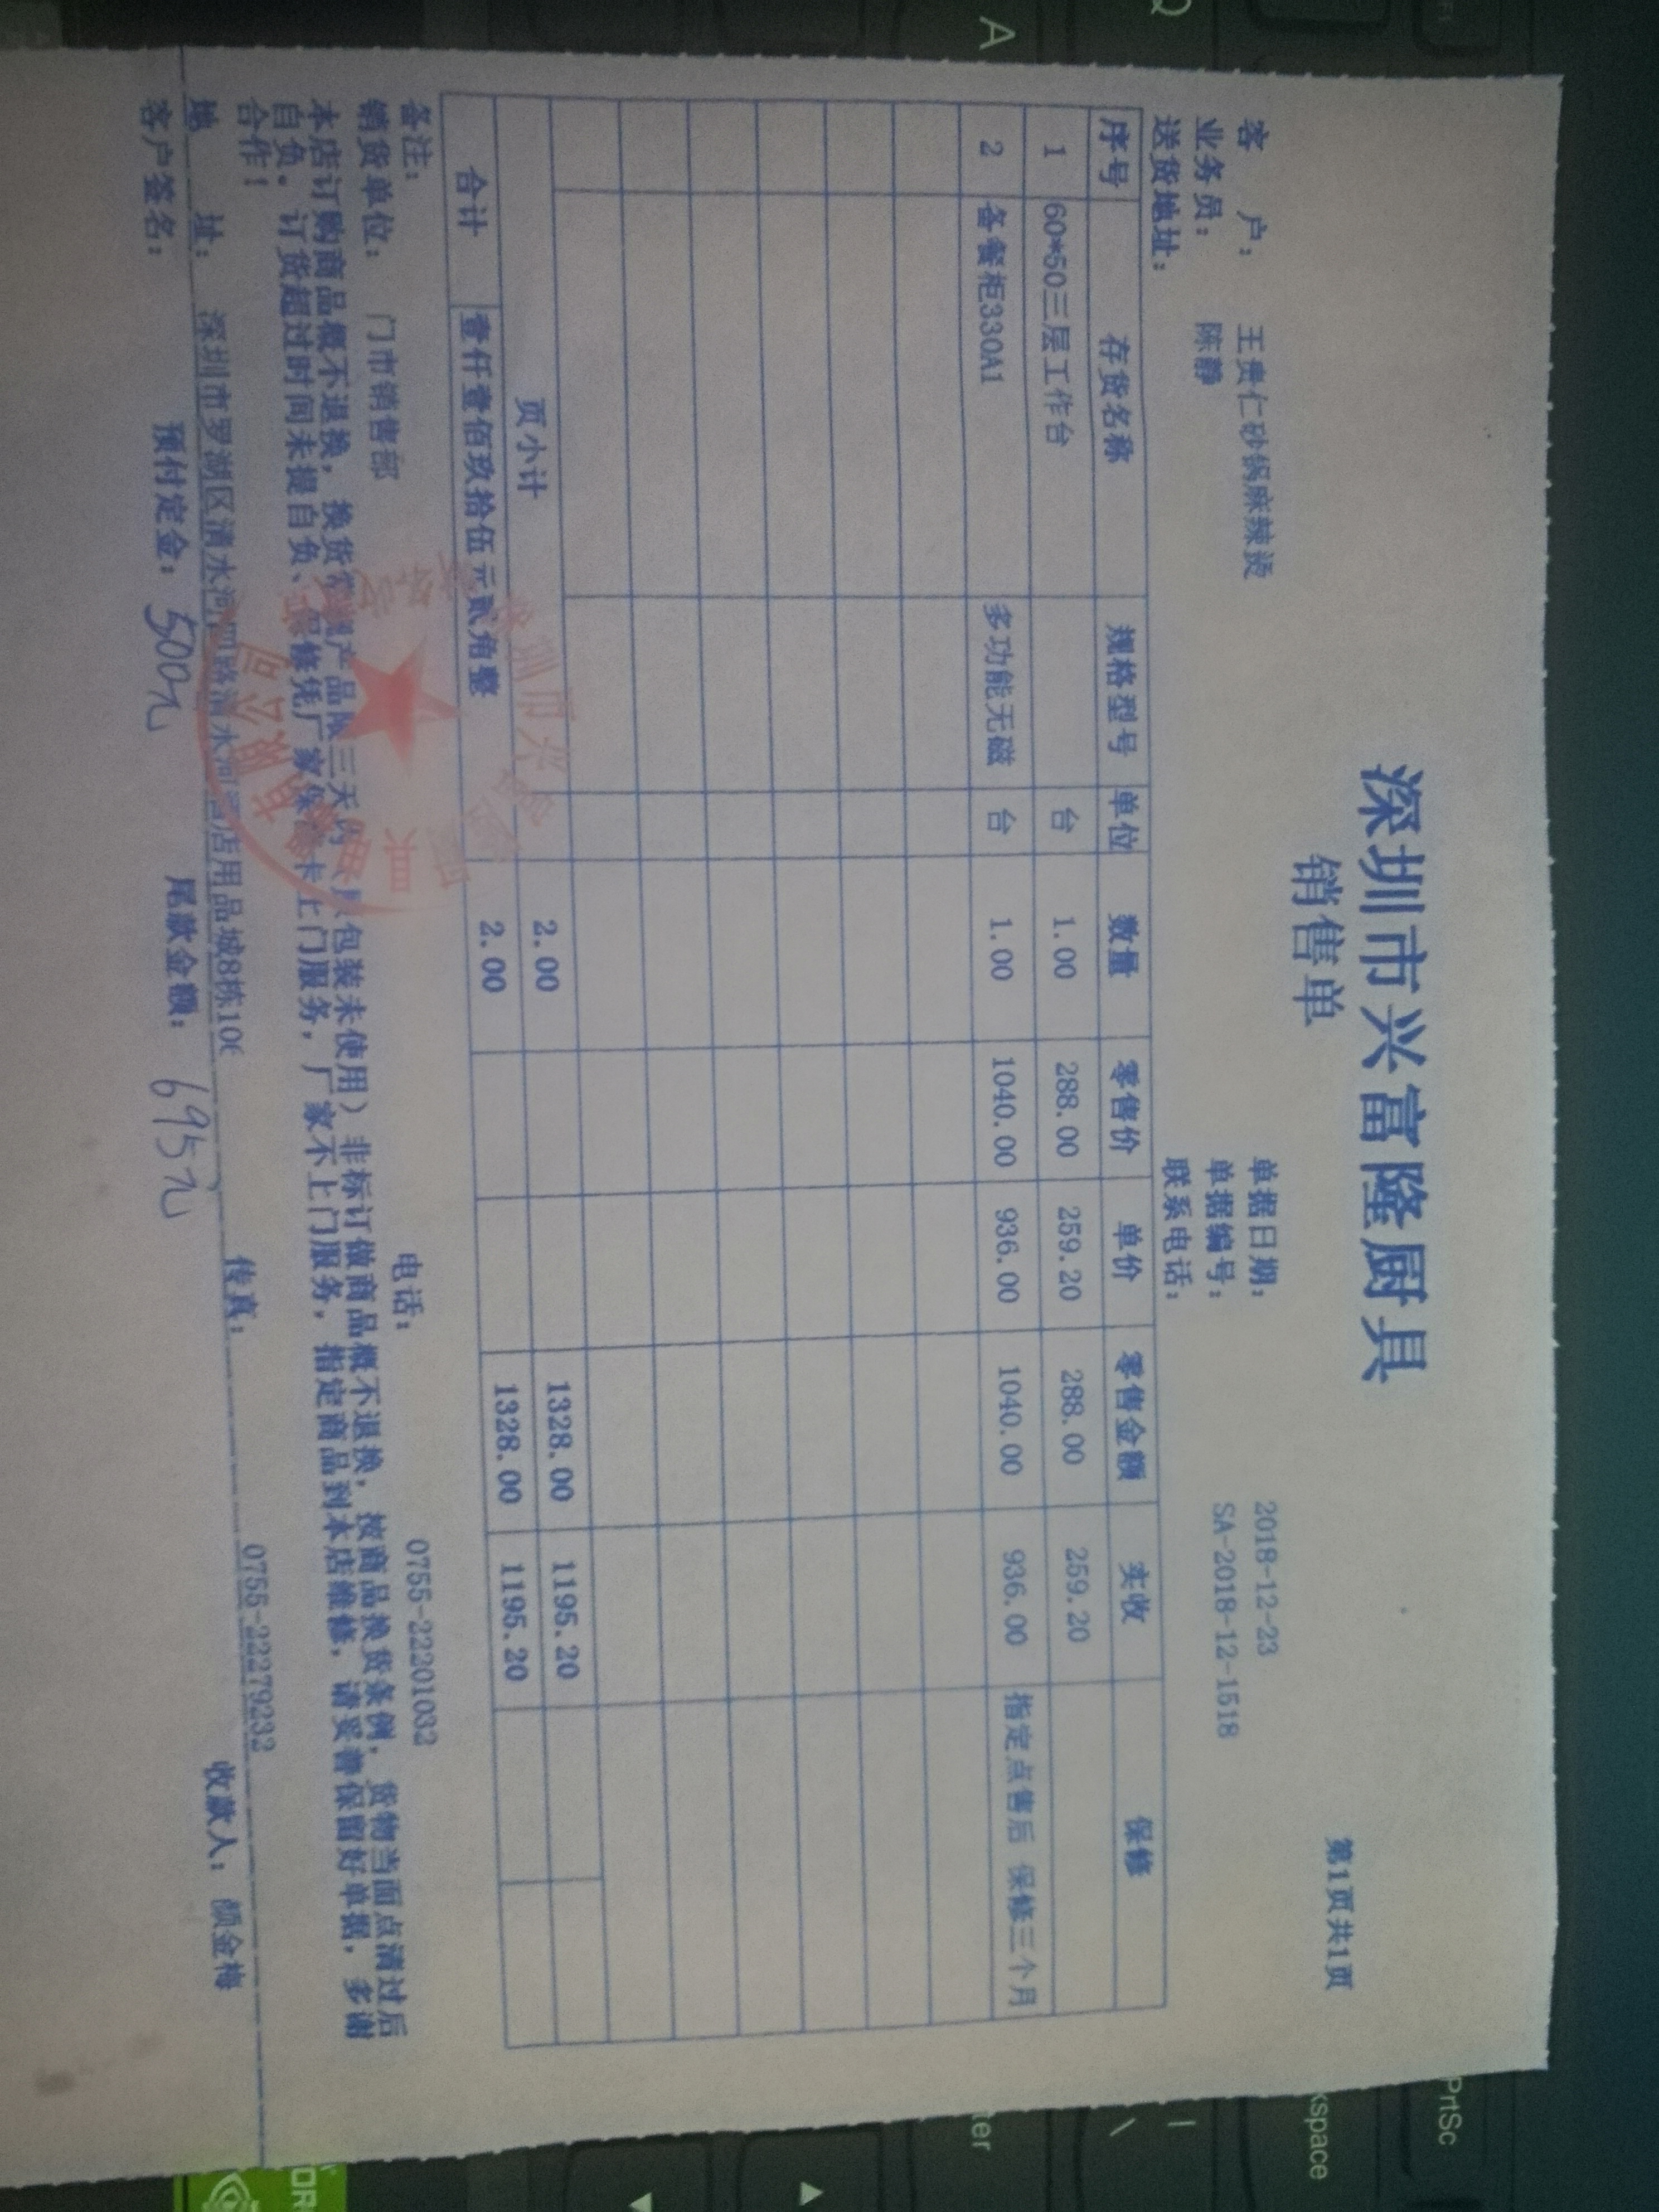 深圳市兴富隆厨具
销售单
第1页共1页
客 户： 王贵仁砂锅麻辣烫 单据日期： 2018-12-23
业务员： 陈静 单据编号： SA-2018-12-1518
送货地址： 联系电话：
序号 存货名称 规格型号 单位 数量 零售价 单价 零售金额 实收 保修
1 60*50三层工作台 台 1.00 288.00 259.20 288.00 259.20
2 备餐柜330A1 多功能无磁 台 1.00 1040.00 936.00 1040.00 936.00 指定点售后 保修三个月
页小计 2.00 1328.00 1195.20
合计 壹仟壹佰玖拾伍元贰角整 2.00 1328.00 1195.20
备注： 电话： 0755-22201032
销货单位： 门市销售部
本店订购商品概不退换，换货常规产品限三天内（原包装未使用）非标订做商品概不退换，按商品换货条例，货物当面点清过后
自负。订货超过时间未提自负、保修凭厂家保修卡上门服务，厂家不上门服务，指定商品到本店维修，请妥善保留好单据，多谢
合作！
地 址： 深圳市罗湖区清水河四路清水河酒店用品城8栋106 传真： 0755-22279232
客户签名： 预付定金： 500元 尾款金额： 695元 收款人： 颜金梅
PrtSc
kspace
Q
A
ter
F1